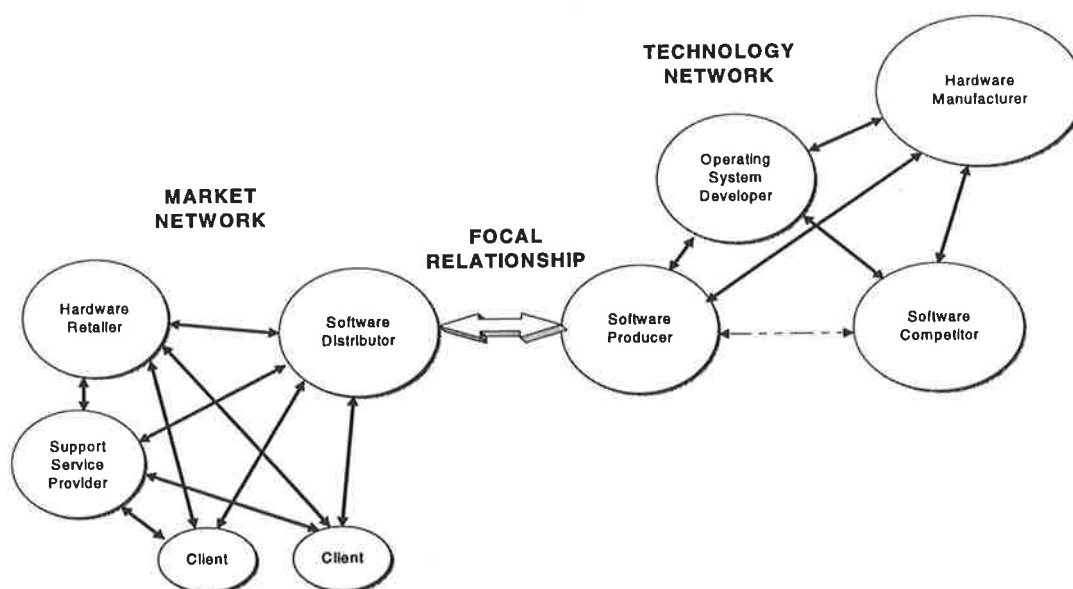 TECHNOLOGY
NETWORK
Hardware
Manufacturer
Operating
System
Developer
MARKET
NETWORK
FOCAL
RELATIONSHIP
Hardware
Retailer
Software
Distributor
Software
Producer
Software
Competitor
Support
Service
Provider
Client
Client